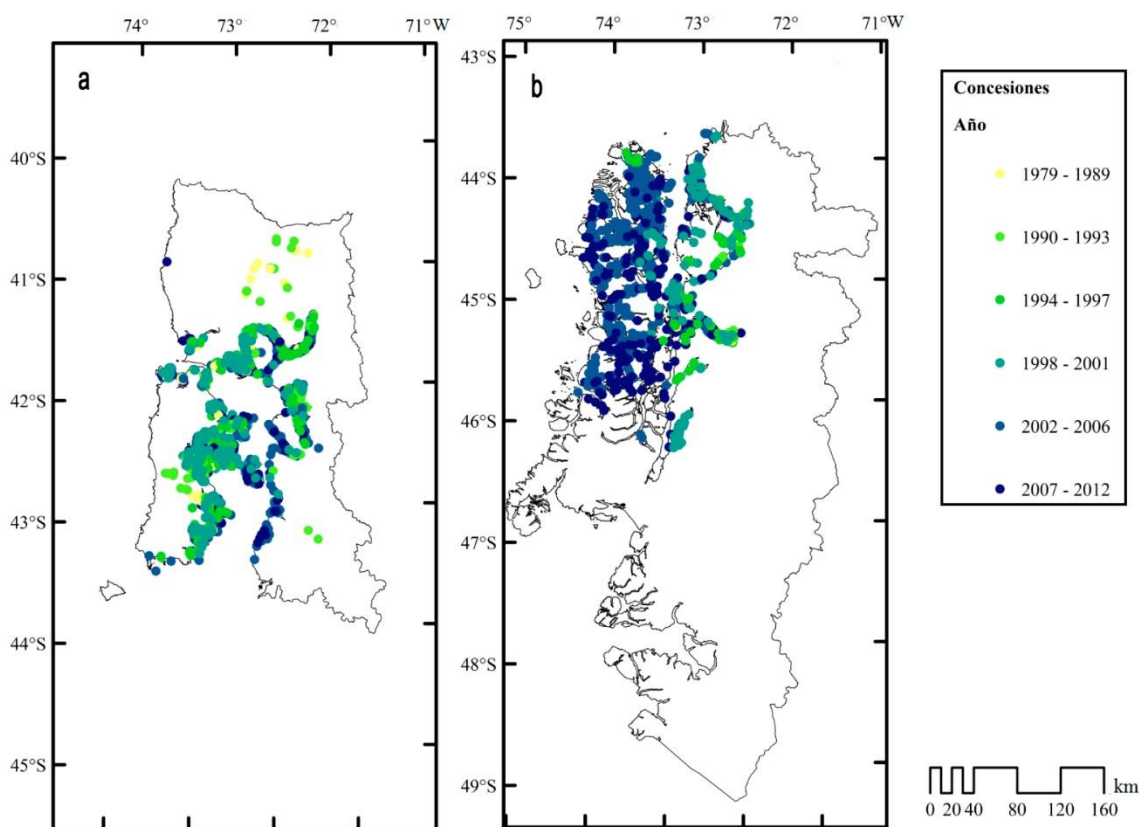 74° 73° 72°
a
40°S
41°S
42°S
43°S
44°S
45°S
75° 74° 73° 72° 71°W
b
43°S
44°S
45°S
46°S
47°S
48°S
49°S
Concesiones
Año
1979 - 1989
1990 - 1993
1994 - 1997
1998 - 2001
2002 - 2006
2007 - 2012
km
0 20 40 80 120 160